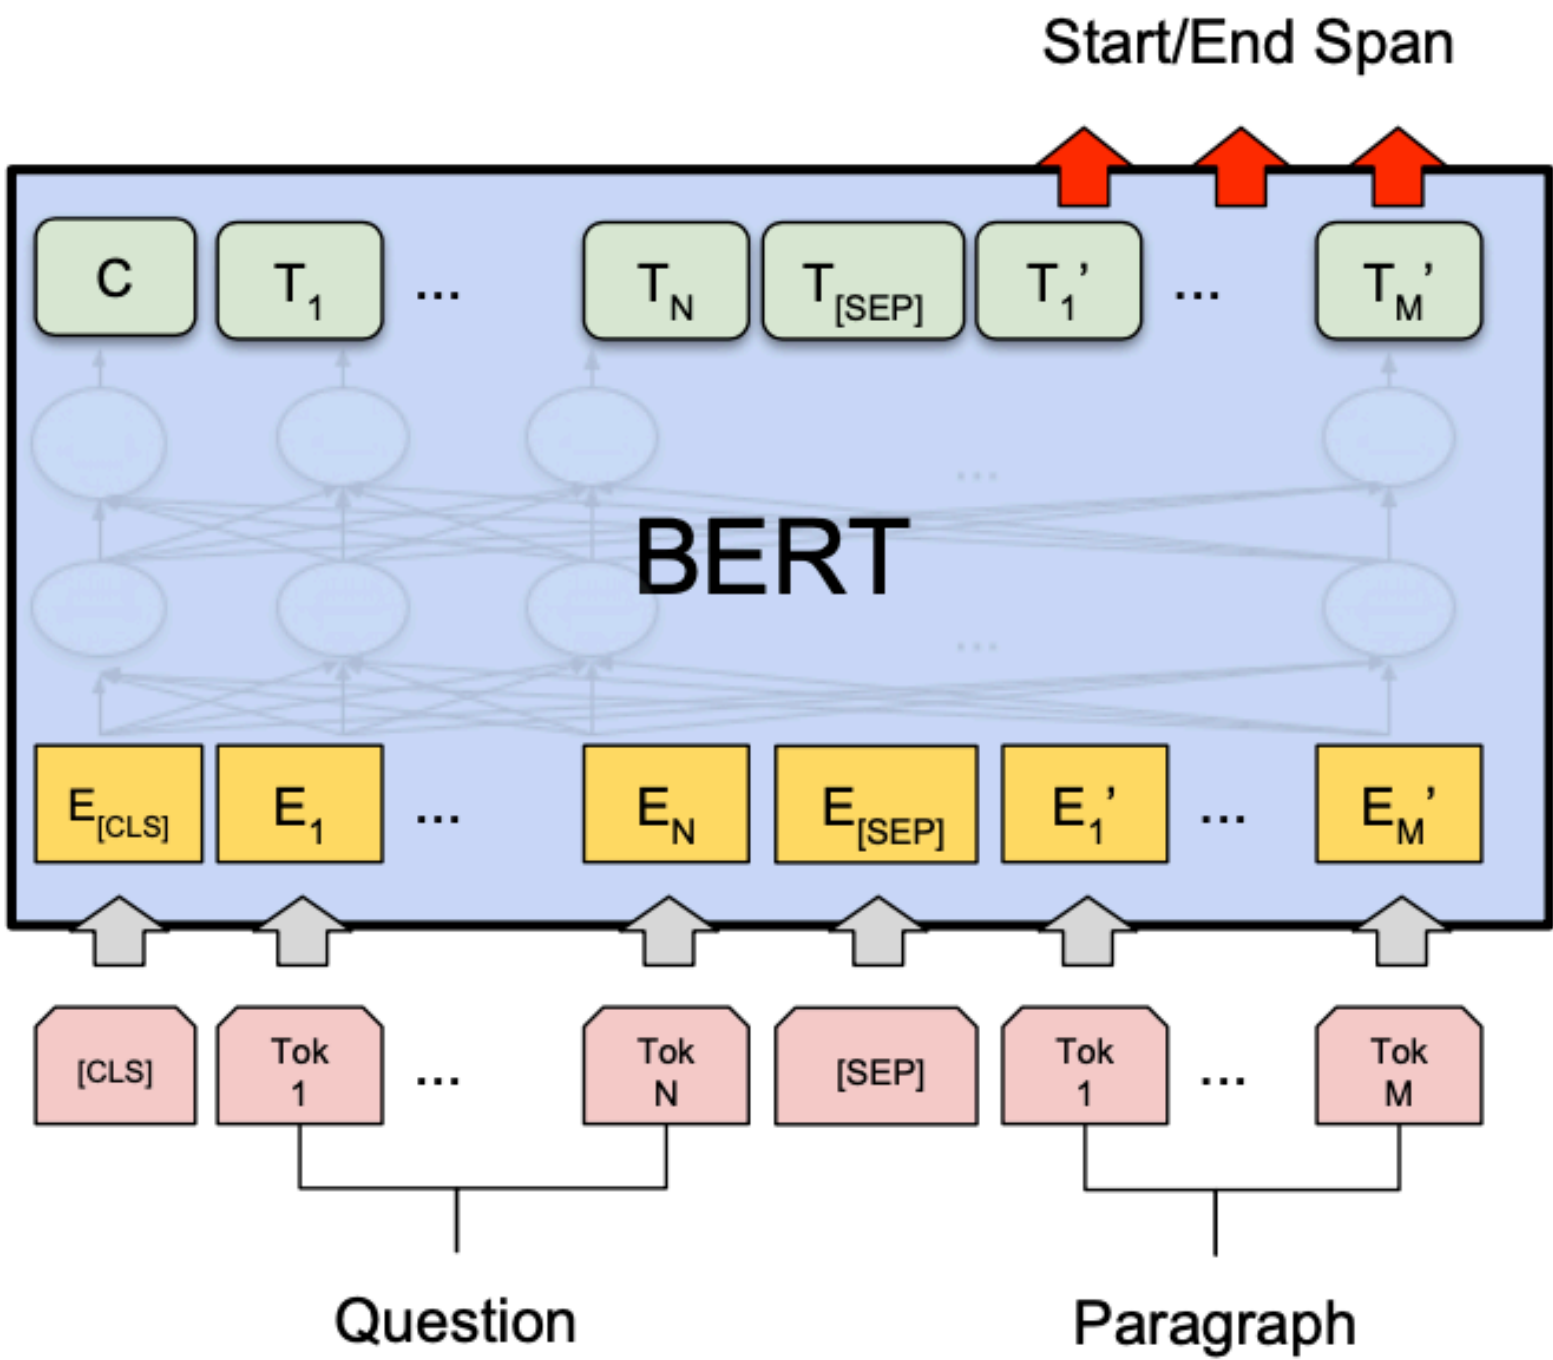 Start/End Span
C T1 ... TN T[SEP] T1’ ... TM’
...
BERT
...
E[CLS] E1 ... EN E[SEP] E1’ ... EM’
[CLS] Tok 1 ... Tok N [SEP] Tok 1 ... Tok M
Question Paragraph